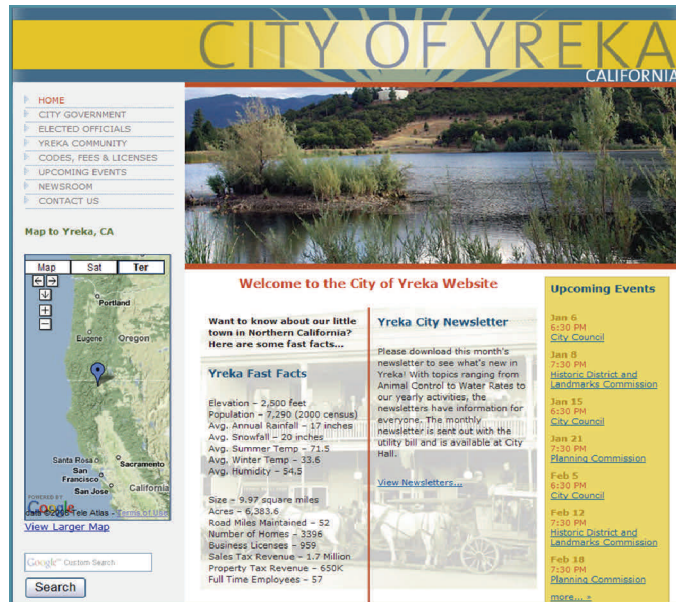 CITY OF YREKA
CALIFORNIA
HOME
CITY GOVERNMENT
ELECTED OFFICIALS
YREKA COMMUNITY
CODES, FEES & LICENSES
UPCOMING EVENTS
NEWSROOM
CONTACT US
Map to Yreka, CA
Map Sat Ter
Portland
Eugene Oregon
Santa Rosa
Sacramento
San
Francisco
San Jose California
POWERED BY
Google
Tele Atlas - Terms of Use
View Larger Map
Google™ Custom Search
Search
Welcome to the City of Yreka Website
Want to know about our little
town in Northern California?
Here are some fast facts...
Yreka Fast Facts
Elevation – 2,500 feet
Population – 7,290 (2000 census)
Avg. Annual Rainfall – 17 inches
Avg. Snowfall – 20 inches
Avg. Summer Temp – 71.5
Avg. Winter Temp – 33.6
Avg. Humidity – 54.5
Size – 9.97 square miles
Acres – 6,383.6
Road Miles Maintained – 52
Number of Homes – 3396
Business Licenses – 959
Sales Tax Revenue – 1.7 Million
Property Tax Revenue – 650K
Full Time Employees – 57
Yreka City Newsletter
Please download this month's
newsletter to see what's new in
Yreka! With topics ranging from
Animal Control to Water Rates to
our yearly activities, the
newsletters have information for
everyone. The monthly
newsletter is sent out with the
utility bill and is available at City
Hall.
View Newsletters...
Upcoming Events
Jan 6
6:30 PM
City Council
Jan 8
7:30 PM
Historic District and
Landmarks Commission
Jan 15
6:30 PM
City Council
Jan 21
7:30 PM
Planning Commission
Feb 5
6:30 PM
City Council
Feb 12
7:30 PM
Historic District and
Landmarks Commission
Feb 18
7:30 PM
Planning Commission
more... »